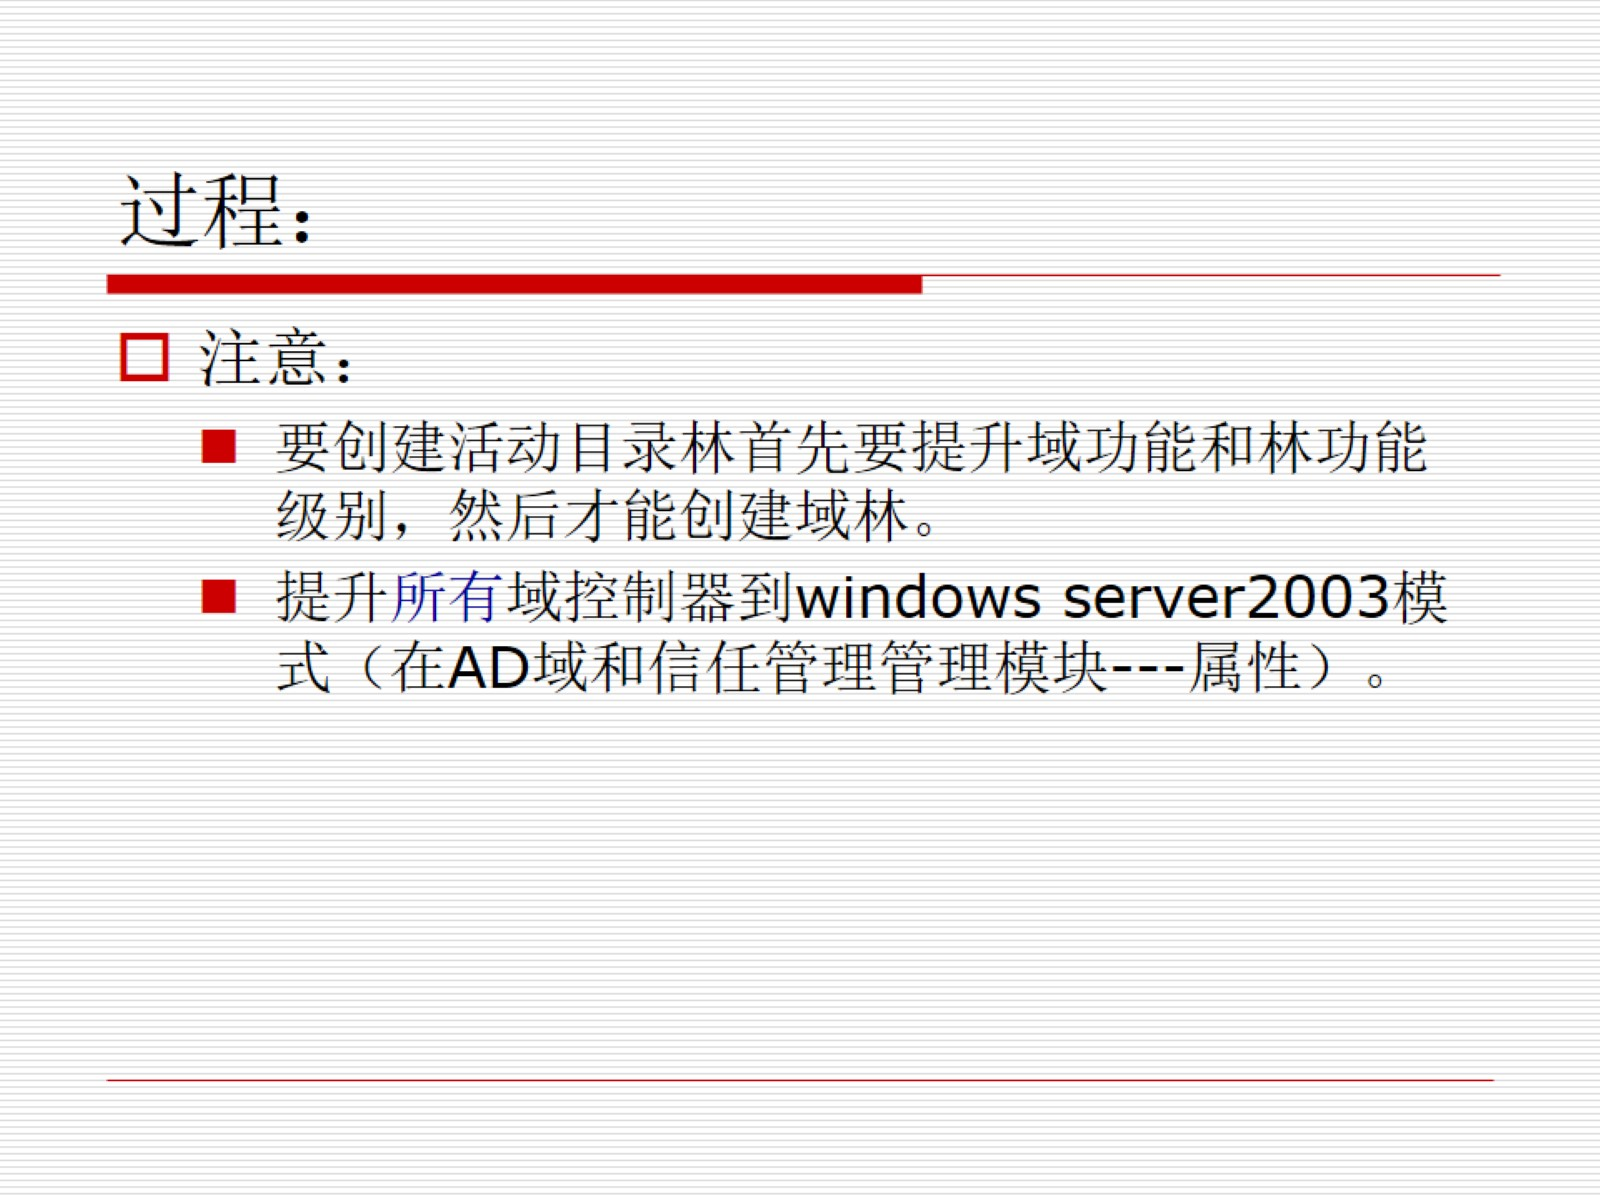 过程：
注意：
要创建活动目录林首先要提升域功能和林功能
级别，然后才能创建域林。
提升所有域控制器到windows server2003模
式（在AD域和信任管理管理模块---属性）。